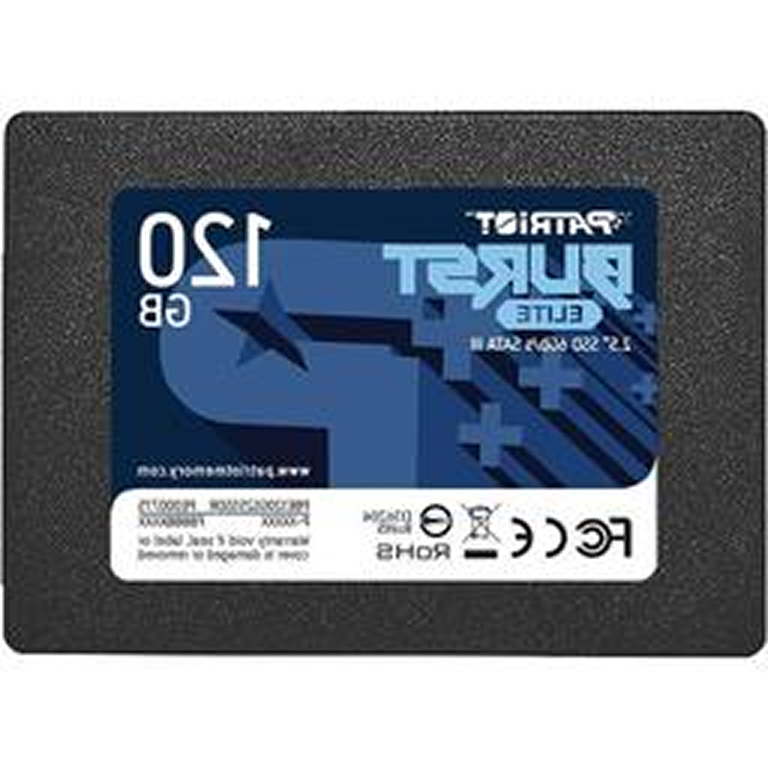 PATRIOT
BURST
ELITE
2.5" SSD 6Gb/s SATA III
120
GB
www.patriotmemory.com
FC CE
RoHS
Warranty void if seal, label or
cover is damaged or removed